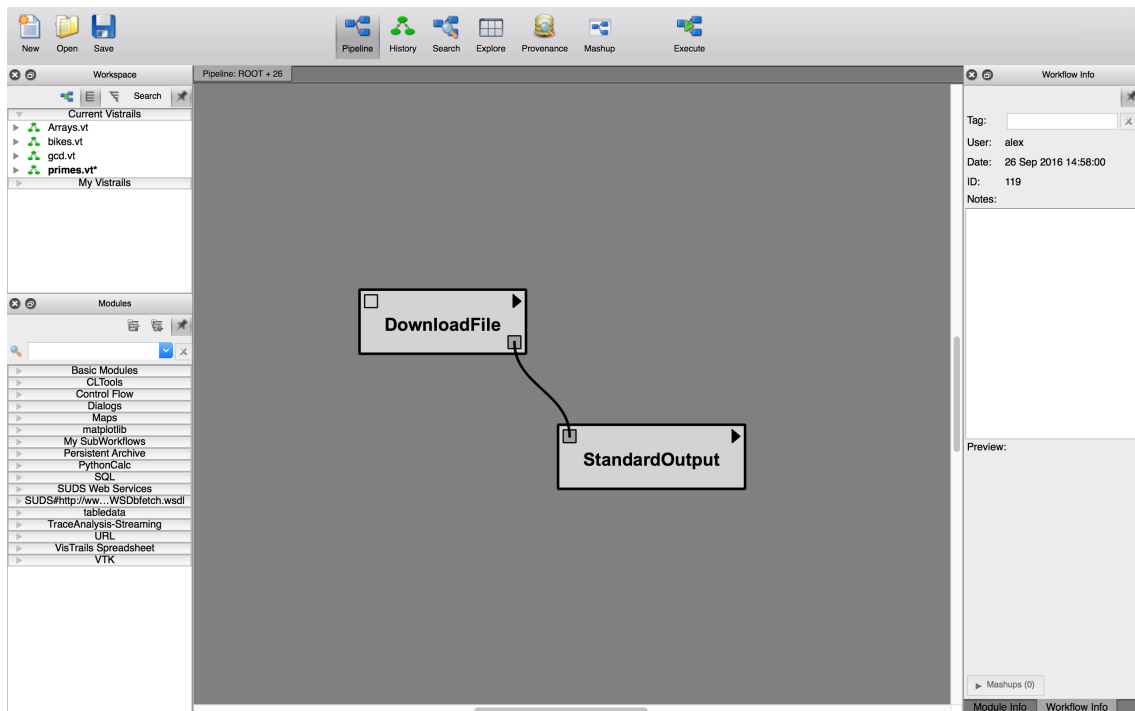 New Open Save Pipeline History Search Explore Provenance Mashup Execute
Workspace
Search
Current Vistrails
Arrays.vt
bikes.vt
gcd.vt
primes.vt*
My Vistrails
Modules
Basic Modules
CLTools
Control Flow
Dialogs
Maps
matplotlib
My SubWorkflows
Persistent Archive
PythonCalc
SQL
SUDS Web Services
SUDS#http://ww...WSDbfetch.wsdl
tabledata
TraceAnalysis-Streaming
URL
VisTrails Spreadsheet
VTK
Pipeline: ROOT + 26
DownloadFile
StandardOutput
Workflow Info
Tag:
User: alex
Date: 26 Sep 2016 14:58:00
ID: 119
Notes:
Preview:
Mashups (0)
Module Info Workflow Info